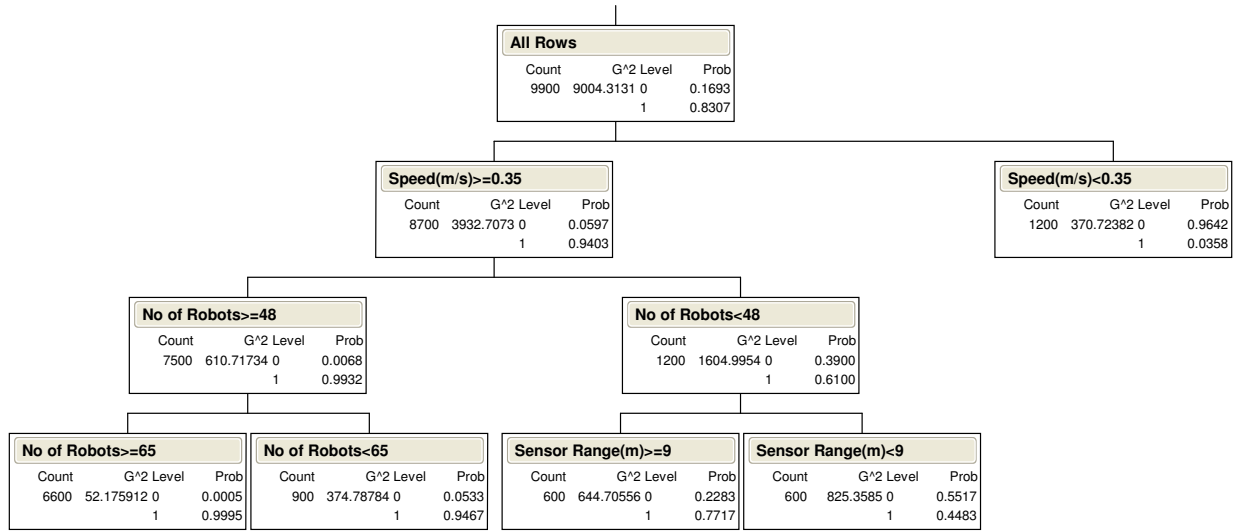 All Rows
Count G^2 Level Prob
9900 9004.3131 0 0.1693
1 0.8307
Speed(m/s)>=0.35
Count G^2 Level Prob
8700 3932.7073 0 0.0597
1 0.9403
Speed(m/s)<0.35
Count G^2 Level Prob
1200 370.72382 0 0.9642
1 0.0358
No of Robots>=48
Count G^2 Level Prob
7500 610.71734 0 0.0068
1 0.9932
No of Robots<48
Count G^2 Level Prob
1200 1604.9954 0 0.3900
1 0.6100
No of Robots>=65
Count G^2 Level Prob
6600 52.175912 0 0.0005
1 0.9995
No of Robots<65
Count G^2 Level Prob
900 374.78784 0 0.0533
1 0.9467
Sensor Range(m)>=9
Count G^2 Level Prob
600 644.70556 0 0.2283
1 0.7717
Sensor Range(m)<9
Count G^2 Level Prob
600 825.3585 0 0.5517
1 0.4483